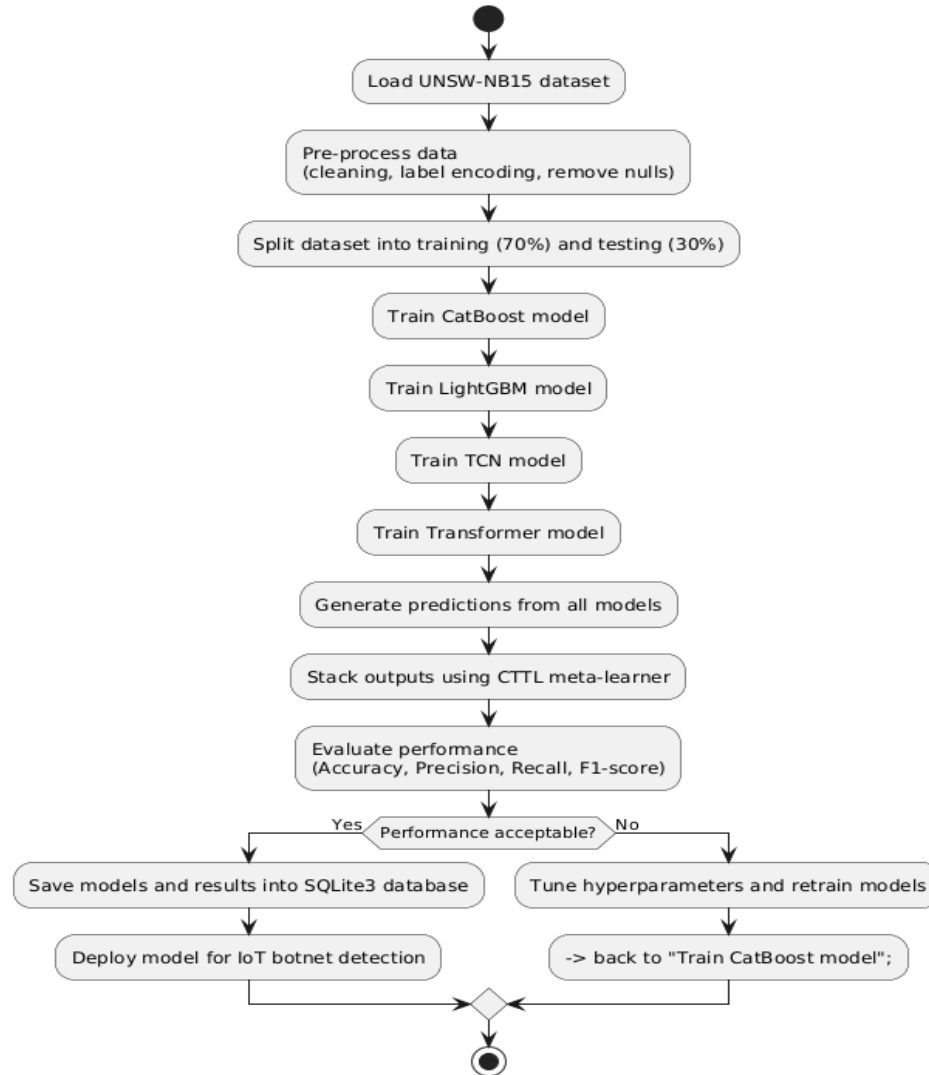 Load UNSW-NB15 dataset
Pre-process data
(cleaning, label encoding, remove nulls)
Split dataset into training (70%) and testing (30%)
Train CatBoost model
Train LightGBM model
Train TCN model
Train Transformer model
Generate predictions from all models
Stack outputs using CTTL meta-learner
Evaluate performance
(Accuracy, Precision, Recall, F1-score)
Yes
Performance acceptable?
No
Save models and results into SQLite3 database
Tune hyperparameters and retrain models
Deploy model for IoT botnet detection
-> back to "Train CatBoost model";